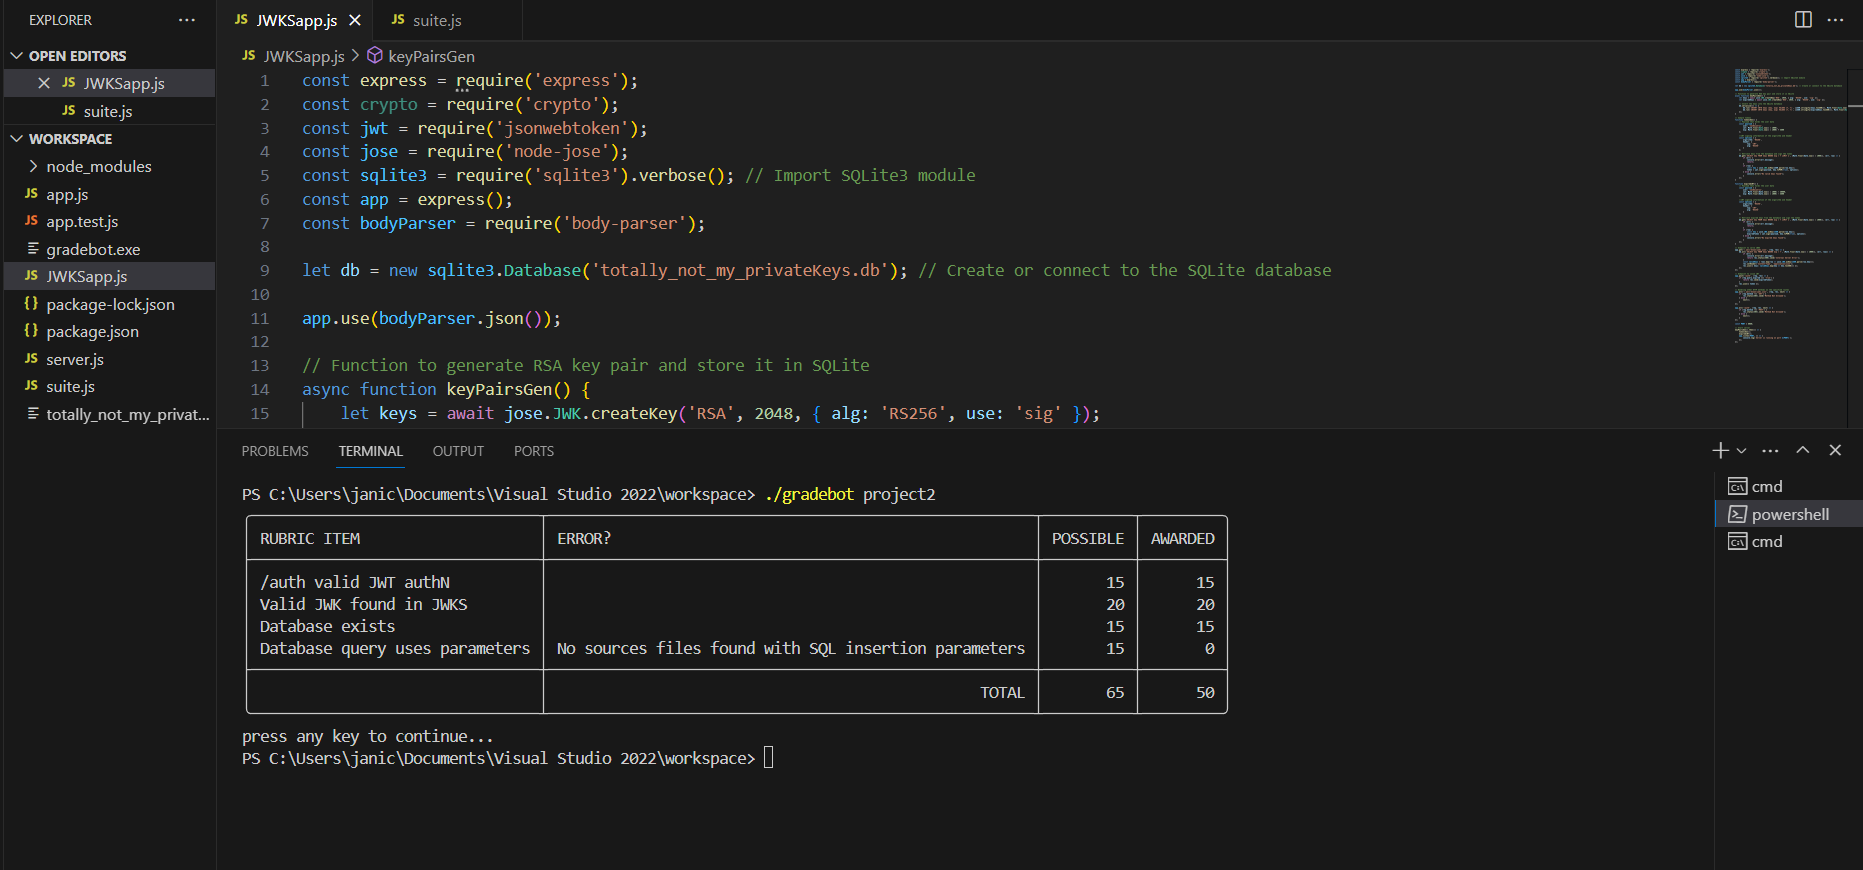 EXPLORER
OPEN EDITORS
JS JWKSapp.js
JS suite.js
WORKSPACE
node_modules
JS app.js
JS app.test.js
gradebot.exe
JS JWKSapp.js
{} package-lock.json
{} package.json
JS server.js
JS suite.js
totally_not_my_privat...
JS JWKSapp.js
JS suite.js
JS JWKSapp.js > keyPairsGen
1 const express = require('express');
2 const crypto = require('crypto');
3 const jwt = require('jsonwebtoken');
4 const jose = require('node-jose');
5 const sqlite3 = require('sqlite3').verbose(); // Import SQLite3 module
6 const app = express();
7 const bodyParser = require('body-parser');
8
9 let db = new sqlite3.Database('totally_not_my_privateKeys.db'); // Create or connect to the SQLite database
10
11 app.use(bodyParser.json());
12
13 // Function to generate RSA key pair and store it in SQLite
14 async function keyPairsGen() {
15 let keys = await jose.JWK.createKey('RSA', 2048, { alg: 'RS256', use: 'sig' });
PROBLEMS TERMINAL OUTPUT PORTS
PS C:\Users\janic\Documents\Visual Studio 2022\workspace> ./gradebot project2
RUBRIC ITEM ERROR? POSSIBLE AWARDED
/auth valid JWT authN 15 15
Valid JWK found in JWKS 20 20
Database exists 15 15
Database query uses parameters No sources files found with SQL insertion parameters 15 0
TOTAL 65 50
press any key to continue...
PS C:\Users\janic\Documents\Visual Studio 2022\workspace>
cmd
powershell
cmd